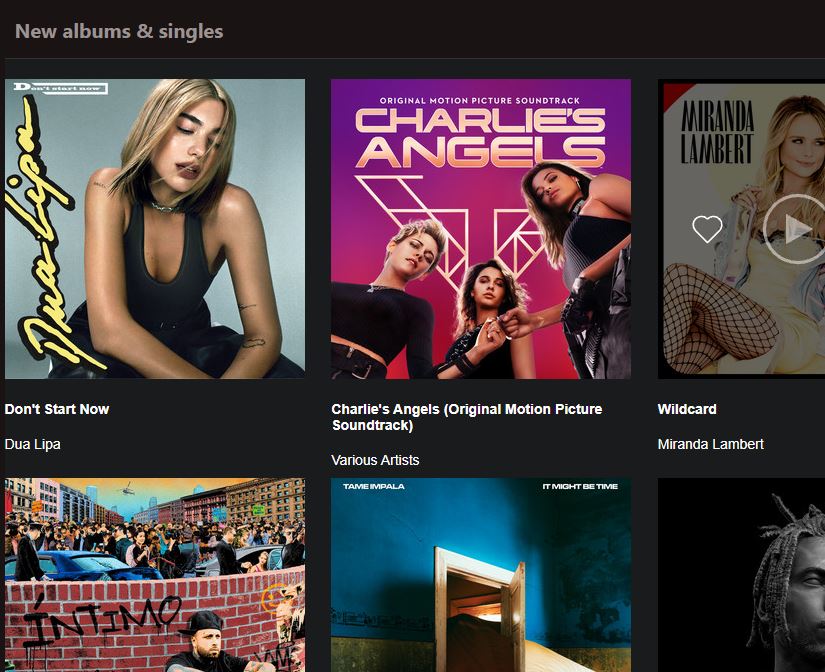 New albums & singles
Don't start now
Dua Lipa
ORIGINAL MOTION PICTURE SOUNDTRACK
CHARLIE'S
ANGELS
MIRANDA
LAMBERT
Don't Start Now
Dua Lipa
Charlie's Angels (Original Motion Picture
Soundtrack)
Various Artists
Wildcard
Miranda Lambert
TAME IMPALA
IT MIGHT BE TIME
ÍNTIMO